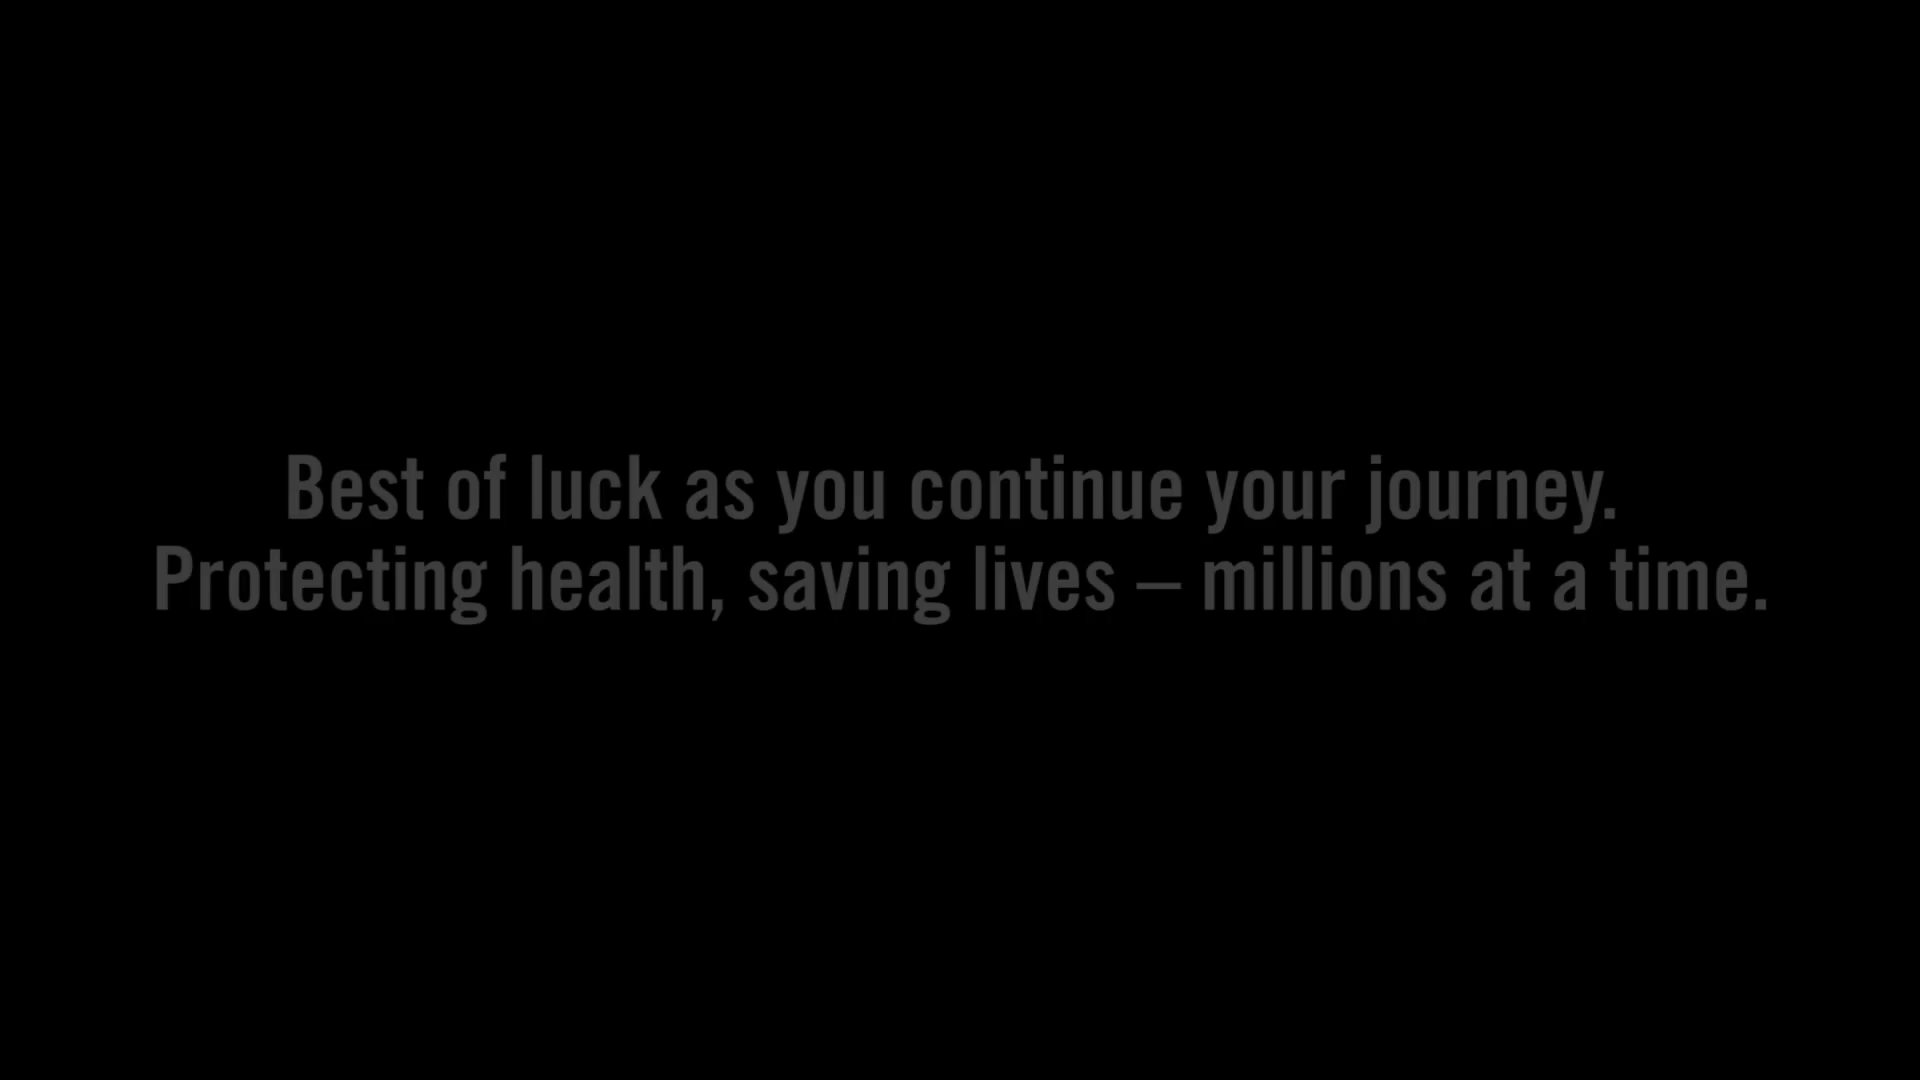 Best of luck as you continue your journey.
Protecting health, saving lives – millions at a time.